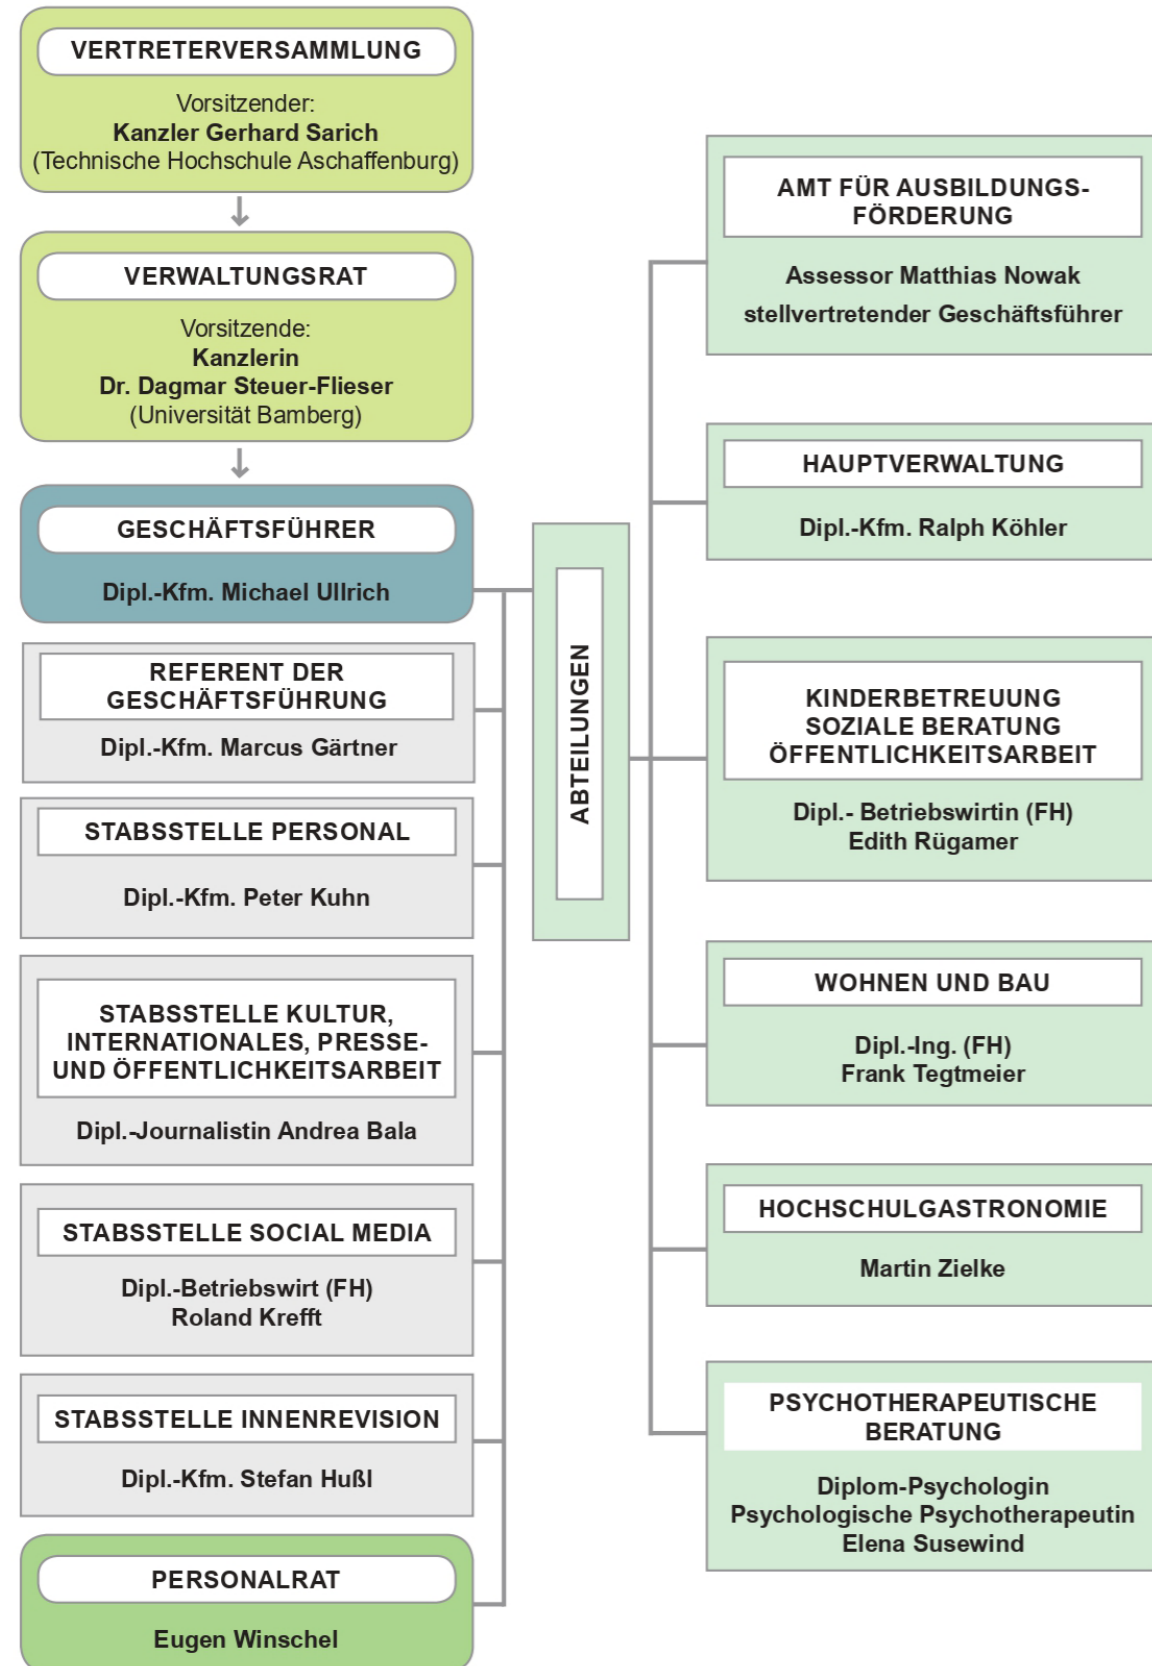 VERTRETERVERSAMMLUNG
Vorsitzender:
Kanzler Gerhard Sarich
(Technische Hochschule Aschaffenburg)
VERWALTUNGSRAT
Vorsitzende:
Kanzlerin
Dr. Dagmar Steuer-Flieser
(Universität Bamberg)
GESCHÄFTSFÜHRER
Dipl.-Kfm. Michael Ullrich
REFERENT DER
GESCHÄFTSFÜHRUNG
Dipl.-Kfm. Marcus Gärtner
STABSSTELLE PERSONAL
Dipl.-Kfm. Peter Kuhn
STABSSTELLE KULTUR,
INTERNATIONALES, PRESSE-
UND ÖFFENTLICHKEITSARBEIT
Dipl.-Journalistin Andrea Bala
STABSSTELLE SOCIAL MEDIA
Dipl.-Betriebswirt (FH)
Roland Krefft
STABSSTELLE INNENREVISION
Dipl.-Kfm. Stefan Hußl
PERSONALRAT
Eugen Winschel
ABTEILUNGEN
AMT FÜR AUSBILDUNGS-
FÖRDERUNG
Assessor Matthias Nowak
stellvertretender Geschäftsführer
HAUPTVERWALTUNG
Dipl.-Kfm. Ralph Köhler
KINDERBETREUUNG
SOZIALE BERATUNG
ÖFFENTLICHKEITSARBEIT
Dipl.- Betriebswirtin (FH)
Edith Rügamer
WOHNEN UND BAU
Dipl.-Ing. (FH)
Frank Tegtmeier
HOCHSCHULGASTRONOMIE
Martin Zielke
PSYCHOTHERAPEUTISCHE
BERATUNG
Diplom-Psychologin
Psychologische Psychotherapeutin
Elena Susewind